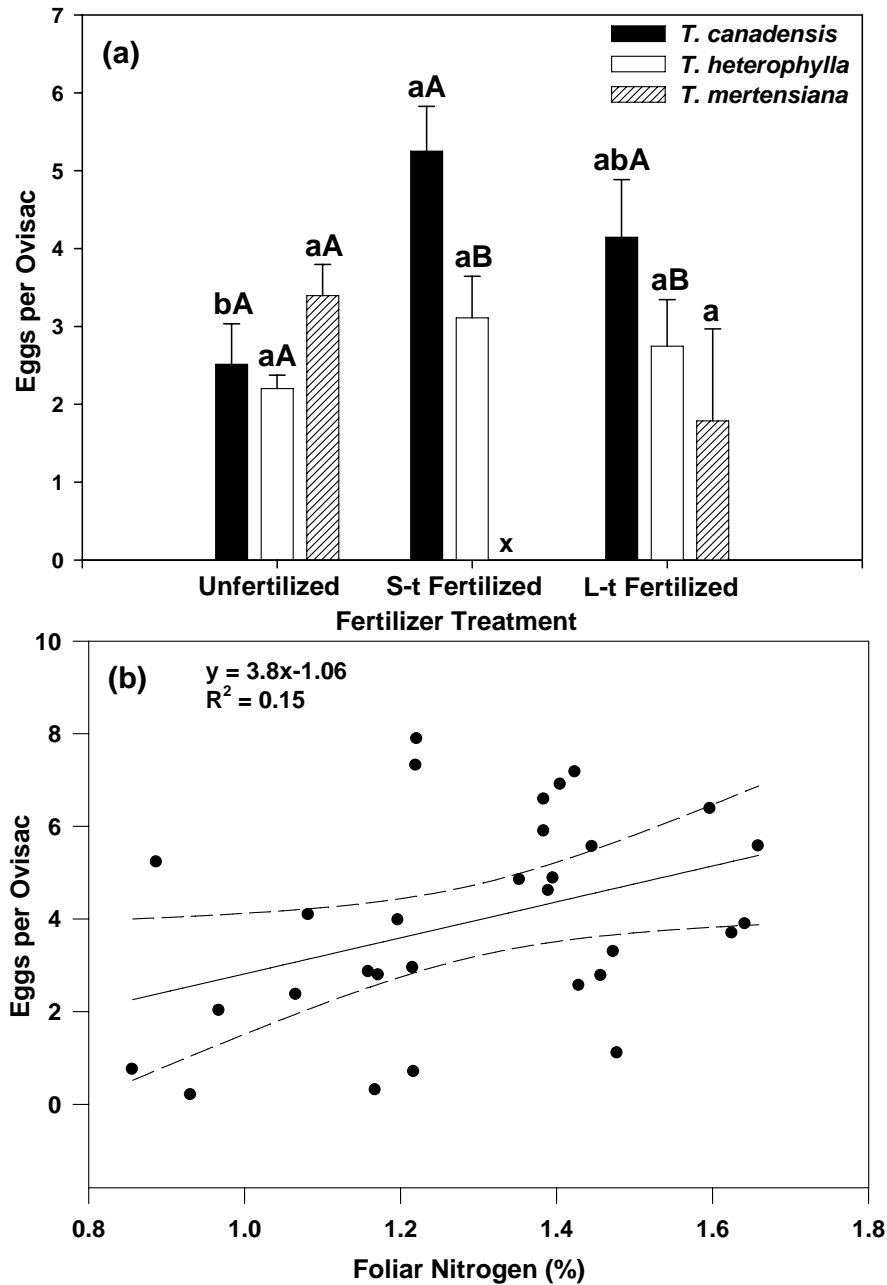 (a)
T. canadensis
T. heterophylla
T. mertensiana
7
6
5
4
3
2
1
0
Eggs per Ovisac
bA
aA
aA
aA
aB
x
abA
aB
a
Unfertilized
S-t Fertilized
L-t Fertilized
Fertilizer Treatment
(b)
y = 3.8x-1.06
R² = 0.15
10
8
6
4
2
0
Eggs per Ovisac
0.8
1.0
1.2
1.4
1.6
1.8
Foliar Nitrogen (%)